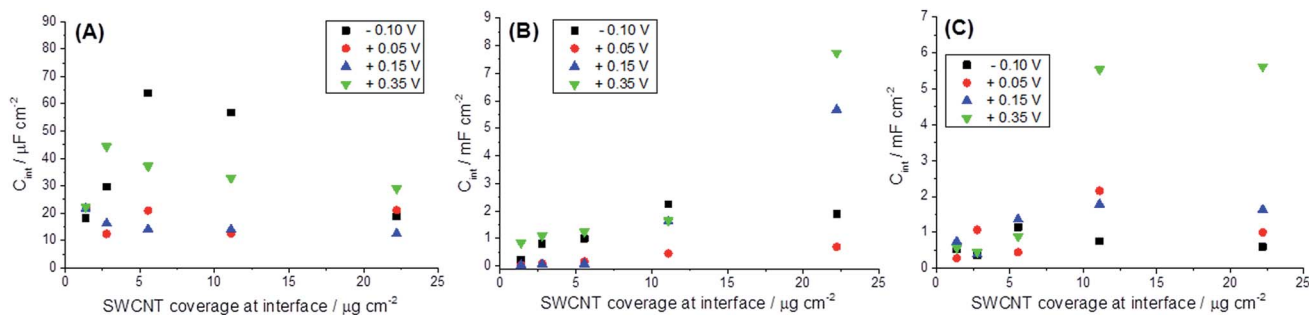 (A)
- 0.10 V
+ 0.05 V
+ 0.15 V
+ 0.35 V
90
80
70
60
50
40
30
20
10
0
C_int / µF cm⁻²
0 5 10 15 20 25
SWCNT coverage at interface / µg cm⁻²
(B)
- 0.10 V
+ 0.05 V
+ 0.15 V
+ 0.35 V
9
8
7
6
5
4
3
2
1
0
C_int / mF cm⁻²
0 5 10 15 20 25
SWCNT coverage at interface / µg cm⁻²
(C)
- 0.10 V
+ 0.05 V
+ 0.15 V
+ 0.35 V
7
6
5
4
3
2
1
0
C_int / mF cm⁻²
0 5 10 15 20 25
SWCNT coverage at interface / µg cm⁻²